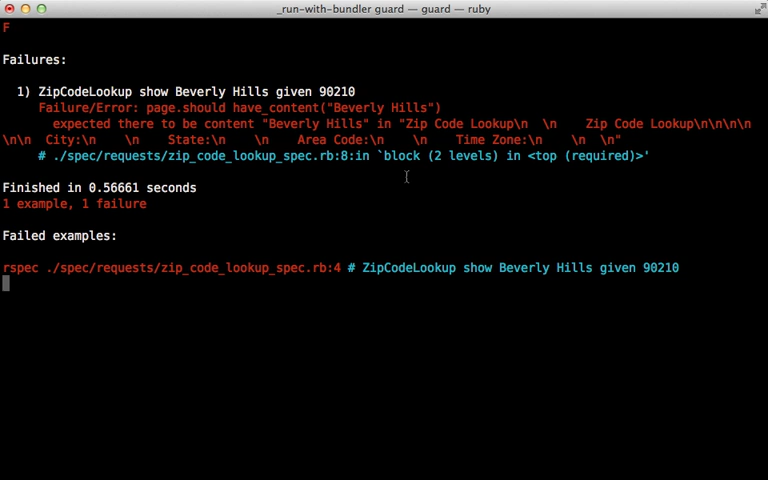 _run-with-bundler guard — guard — ruby
F
Failures:
1) ZipCodeLookup show Beverly Hills given 90210
Failure/Error: page.should have_content("Beverly Hills")
expected there to be content "Beverly Hills" in "Zip Code Lookup\n  \n    Zip Code Lookup\n\n\n\n
\n\n  City:\n    \n    State:\n    \n    Area Code:\n    \n    Time Zone:\n    \n  \n"
# ./spec/requests/zip_code_lookup_spec.rb:8:in `block (2 levels) in <top (required)>'
Finished in 0.56661 seconds
1 example, 1 failure
Failed examples:
rspec ./spec/requests/zip_code_lookup_spec.rb:4 # ZipCodeLookup show Beverly Hills given 90210